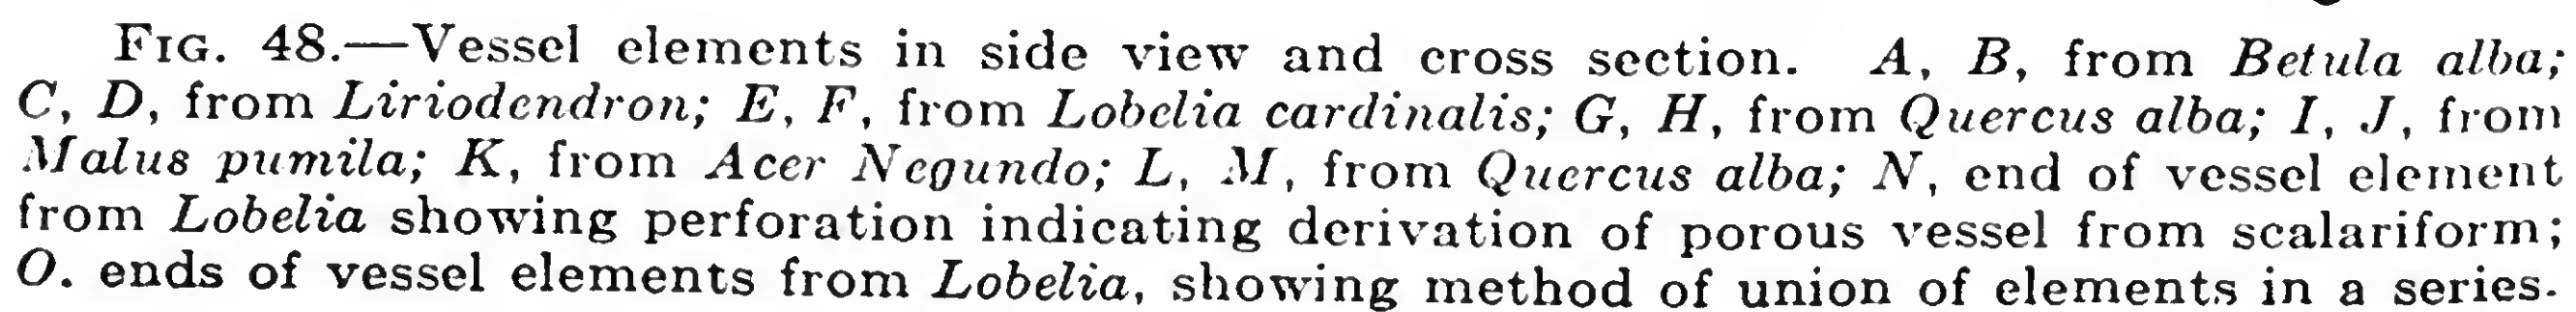 FIG. 48.—Vessel elements in side view and cross section. A, B, from Betula alba;
C, D, from Liriodendron; E, F, from Lobelia cardinalis; G, H, from Quercus alba; I, J, from
Malus pumila; K, from Acer Negundo; L, M, from Quercus alba; N, end of vessel element
from Lobelia showing perforation indicating derivation of porous vessel from scalariform;
O. ends of vessel elements from Lobelia, showing method of union of elements in a series.